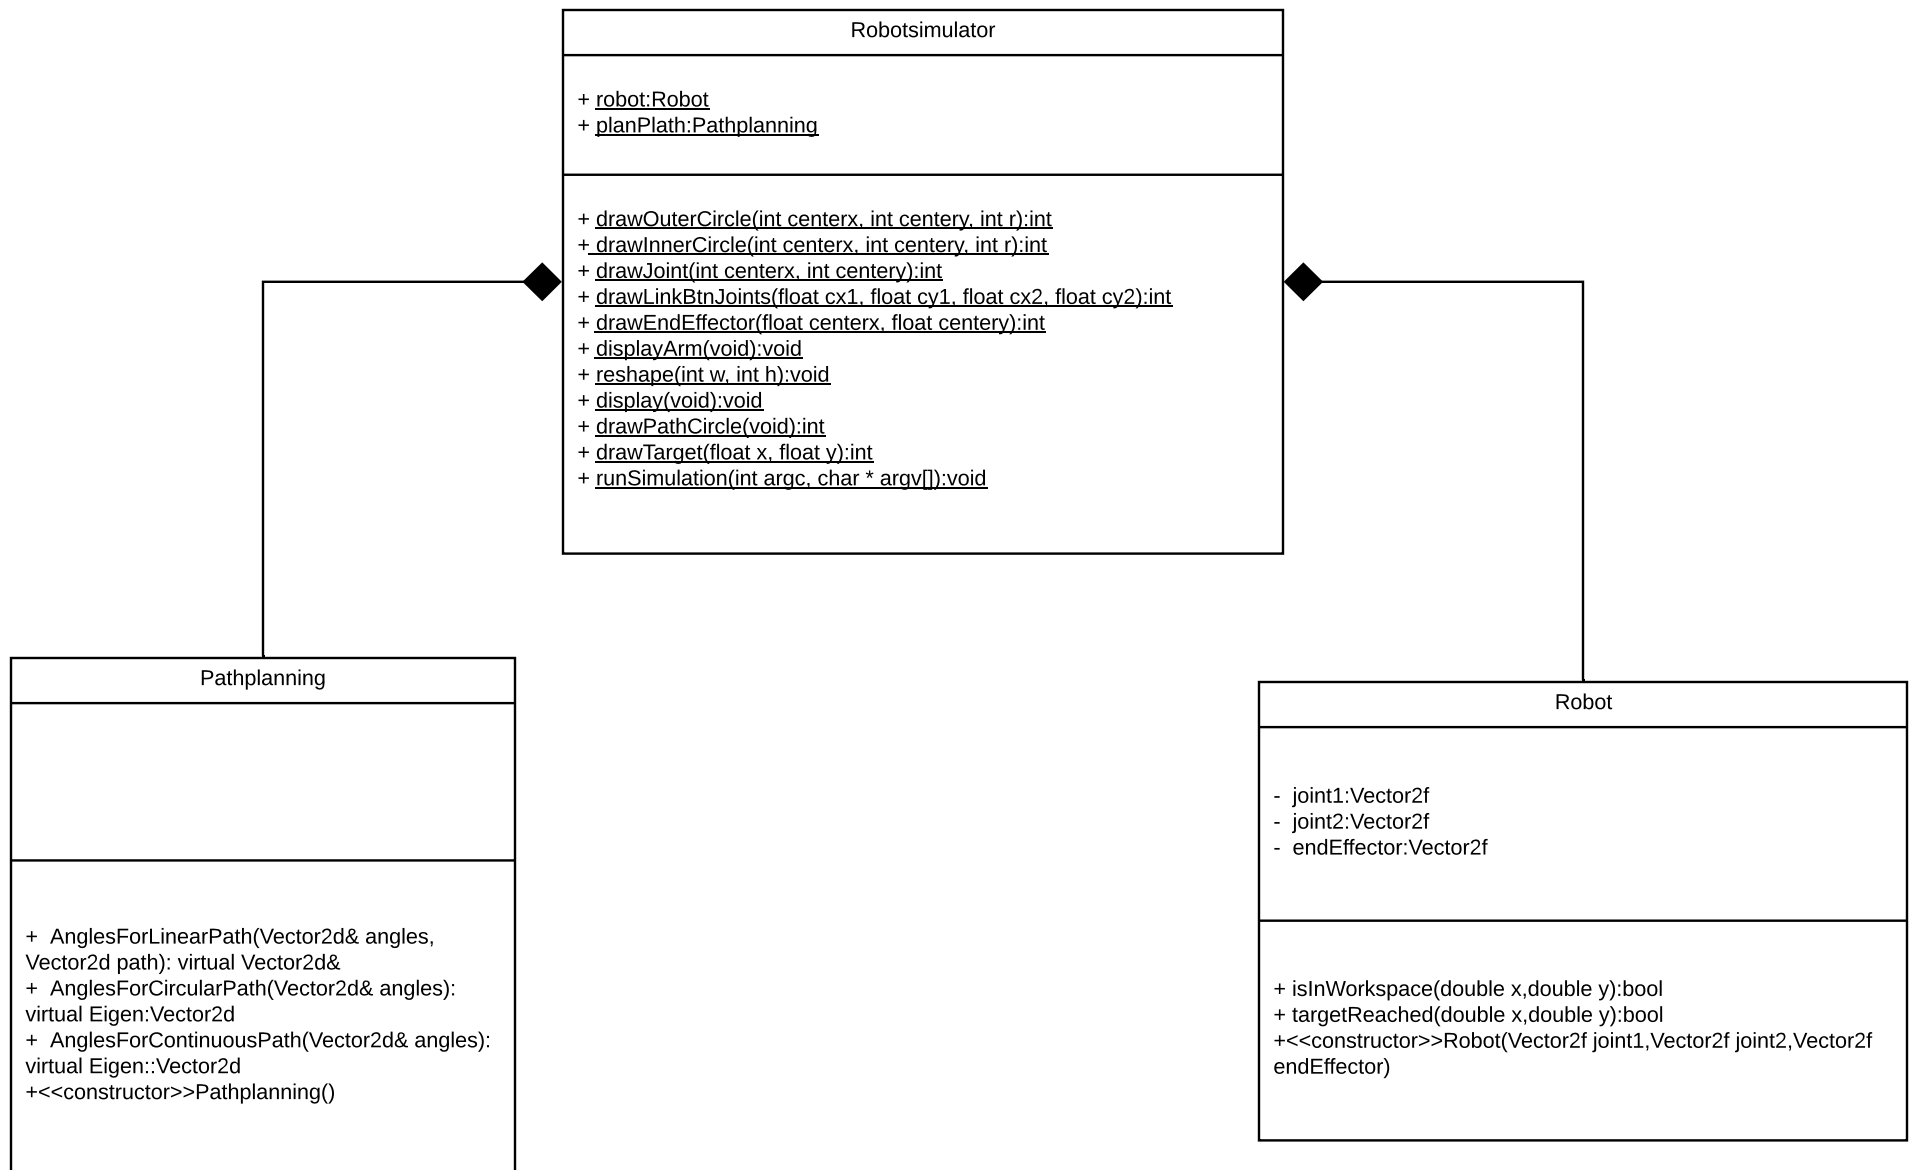 Robotsimulator
+ robot:Robot
+ planPlath:Pathplanning
+ drawOuterCircle(int centerx, int centery, int r):int
+ drawInnerCircle(int centerx, int centery, int r):int
+ drawJoint(int centerx, int centery):int
+ drawLinkBtnJoints(float cx1, float cy1, float cx2, float cy2):int
+ drawEndEffector(float centerx, float centery):int
+ displayArm(void):void
+ reshape(int w, int h):void
+ display(void):void
+ drawPathCircle(void):int
+ drawTarget(float x, float y):int
+ runSimulation(int argc, char * argv[]):void
Pathplanning
+  AnglesForLinearPath(Vector2d& angles,
Vector2d path): virtual Vector2d&
+  AnglesForCircularPath(Vector2d& angles):
virtual Eigen:Vector2d
+  AnglesForContinuousPath(Vector2d& angles):
virtual Eigen::Vector2d
+<<constructor>>Pathplanning()
Robot
-  joint1:Vector2f
-  joint2:Vector2f
-  endEffector:Vector2f
+ isInWorkspace(double x,double y):bool
+ targetReached(double x,double y):bool
+<<constructor>>Robot(Vector2f joint1,Vector2f joint2,Vector2f
endEffector)